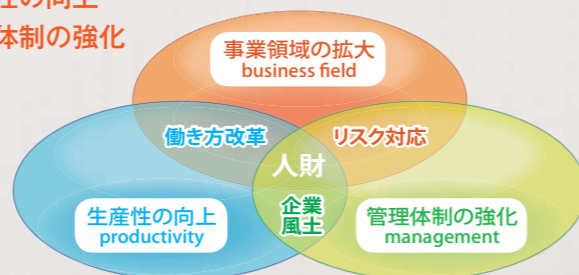 の向上
体制の強化
事業領域の拡大
business field
働き方改革
リスク対応
人財
企業
風土
生産性の向上
productivity
管理体制の強化
management